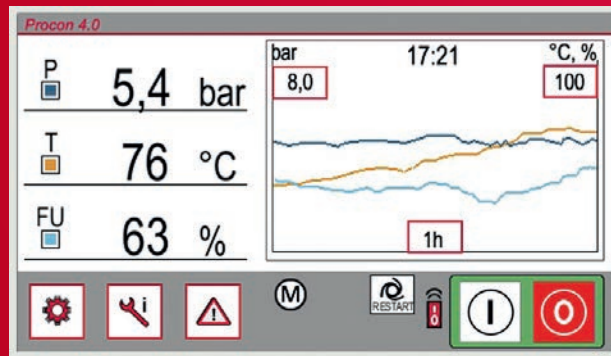 Procon 4.0
P 5,4 bar
T 76 °C
FU 63 %
bar 17:21 °C, %
8,0 100
1h
i
M
RESTART
I
O
I O